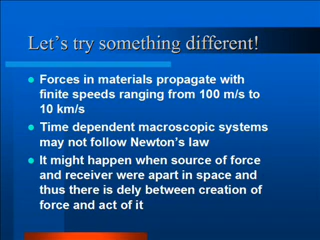 Let's try something different!
Forces in materials propagate with
finite speeds ranging from 100 m/s to
10 km/s
Time dependent macroscopic systems
may not follow Newton's law
It might happen when source of force
and receiver were apart in space and
thus there is dely between creation of
force and act of it